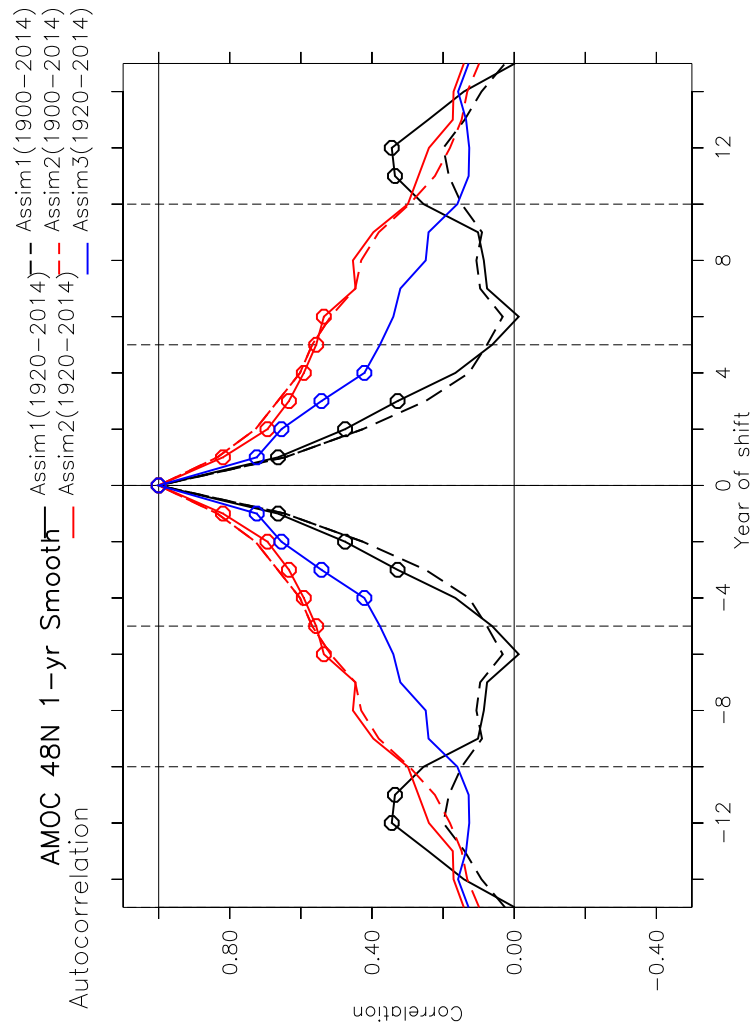 AMOC 48N 1-yr Smooth
Autocorrelation
Assim1(1920-2014)
Assim2(1920-2014)
Assim1(1900-2014)
Assim2(1900-2014)
Assim3(1920-2014)
Correlation
0.80
0.40
0.00
-0.40
-12
-8
-4
0
4
8
12
Year of shift